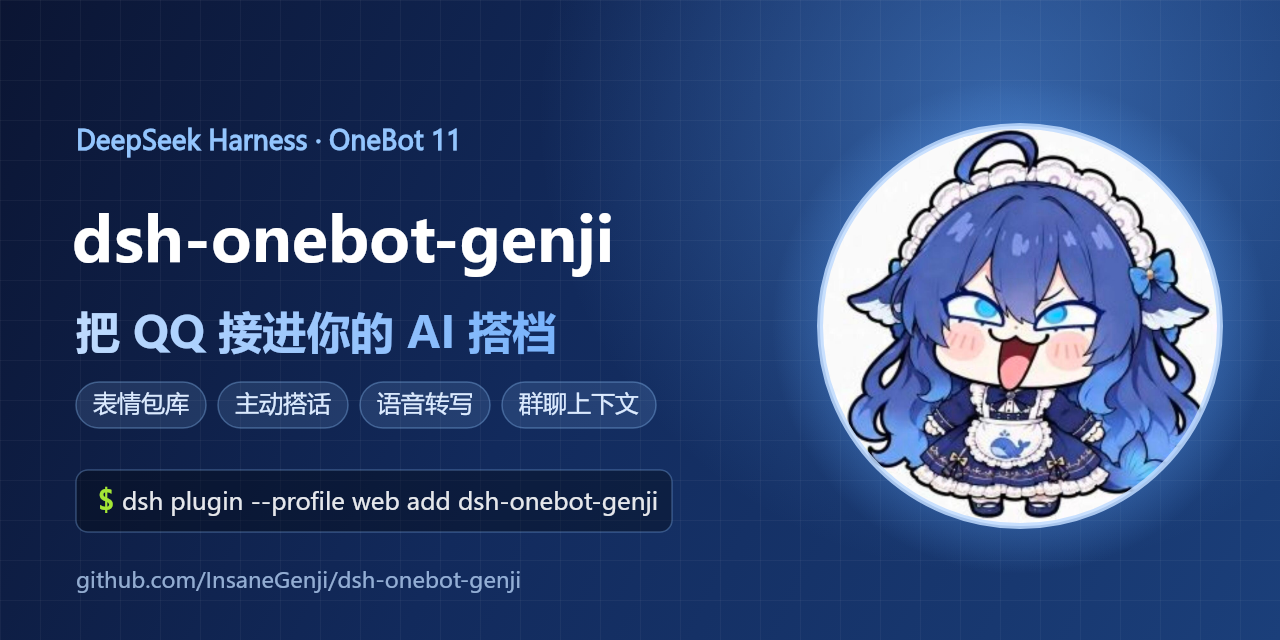 DeepSeek Harness · OneBot 11
dsh-onebot-genji
把 QQ 接进你的 AI 搭档
表情包库 主动搭话 语音转写 群聊上下文
$ dsh plugin --profile web add dsh-onebot-genji
github.com/InsaneGenji/dsh-onebot-genji